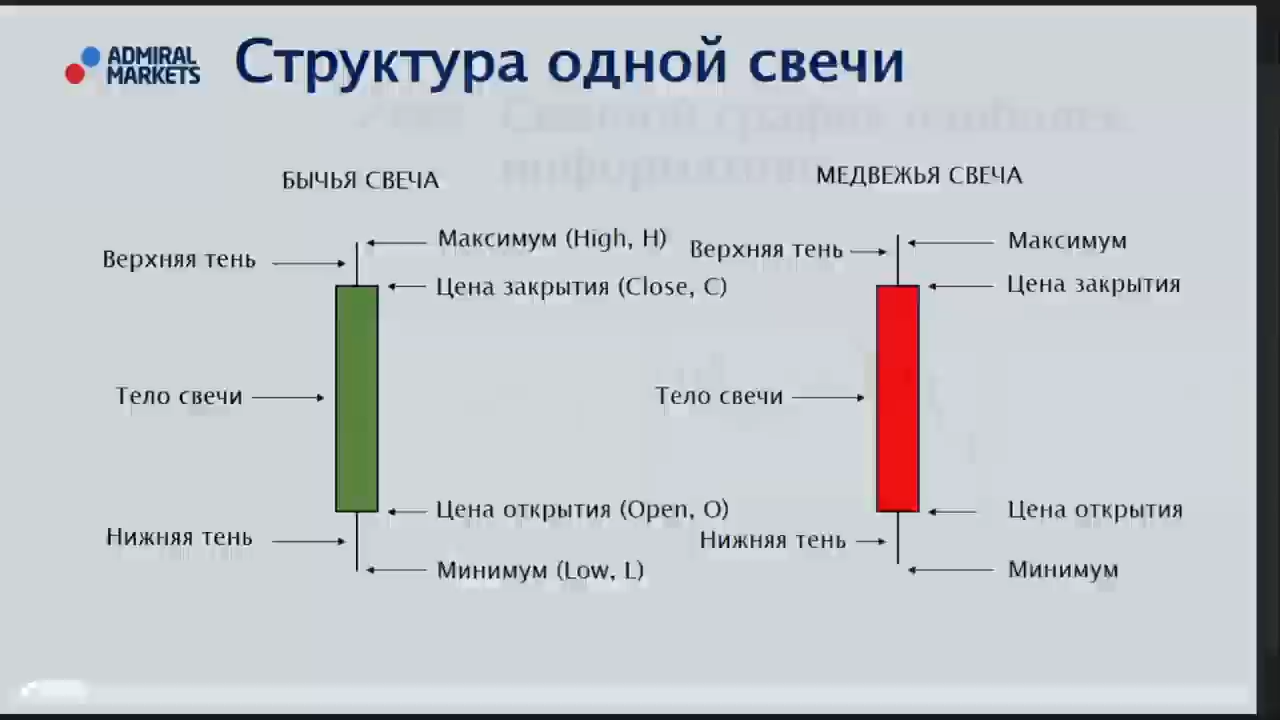 ADMIRAL
MARKETS
Структура одной свечи
БЫЧЬЯ СВЕЧА
Верхняя тень
Максимум (High, H)
Цена закрытия (Close, C)
Тело свечи
Цена открытия (Open, O)
Нижняя тень
Минимум (Low, L)
МЕДВЕЖЬЯ СВЕЧА
Верхняя тень
Максимум
Цена закрытия
Тело свечи
Цена открытия
Нижняя тень
Минимум